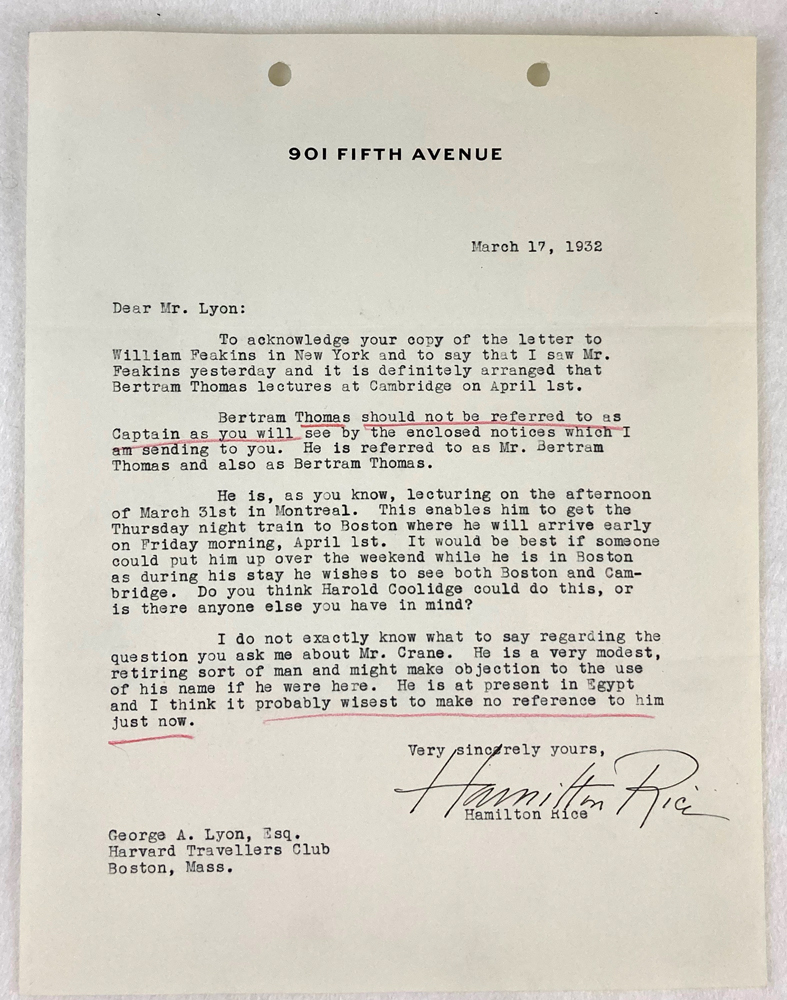 901 FIFTH AVENUE
March 17, 1932
Dear Mr. Lyon:
To acknowledge your copy of the letter to
William Feakins in New York and to say that I saw Mr.
Feakins yesterday and it is definitely arranged that
Bertram Thomas lectures at Cambridge on April 1st.
Bertram Thomas should not be referred to as
Captain as you will see by the enclosed notices which I
am sending to you. He is referred to as Mr. Bertram
Thomas and also as Bertram Thomas.
He is, as you know, lecturing on the afternoon
of March 31st in Montreal. This enables him to get the
Thursday night train to Boston where he will arrive early
on Friday morning, April 1st. It would be best if someone
could put him up over the weekend while he is in Boston
as during his stay he wishes to see both Boston and Cam-
bridge. Do you think Harold Coolidge could do this, or
is there anyone else you have in mind?
I do not exactly know what to say regarding the
question you ask me about Mr. Crane. He is a very modest,
retiring sort of man and might make objection to the use
of his name if he were here. He is at present in Egypt
and I think it probably wisest to make no reference to him
just now.
Very sincerely yours,
Hamilton Rice
Hamilton Rice
George A. Lyon, Esq.
Harvard Travellers Club
Boston, Mass.